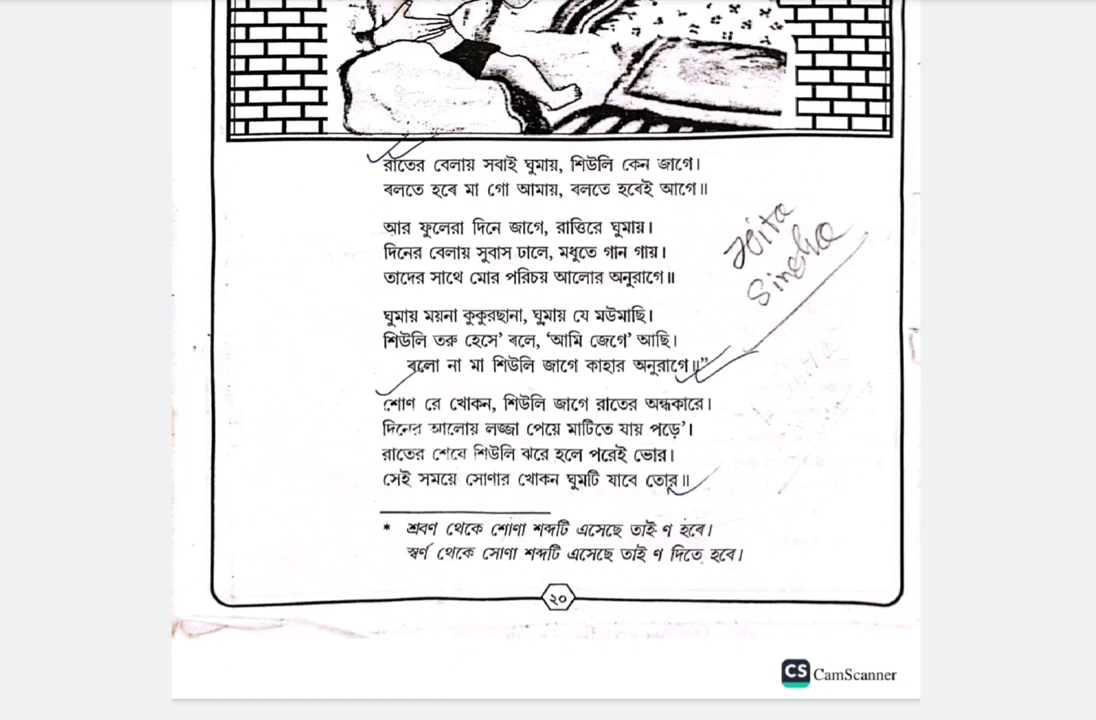 রাতের বেলায় সবাই ঘুমায়, শিউলি কেন জাগে।
বলতে হবে মা গো আমায়, বলতে হবেই আগে॥
আর ফুলেরা দিনে জাগে, রাত্তিরে ঘুমায়।
দিনের বেলায় সুবাস ঢালে, মধুতে গান গায়।
তাদের সাথে মোর পরিচয় আলোর অনুরাগে॥
ঘুমায় ময়না কুকুরছানা, ঘুমায় যে মউমাছি।
শিউলি তরু হেসে’ বলে, ‘আমি জেগে’ আছি।
বলো না মা শিউলি জাগে কাহার অনুরাগে॥”
শোণ রে খোকন, শিউলি জাগে রাতের অন্ধকারে।
দিনের আলোয় লজ্জা পেয়ে মাটিতে যায় পড়ে’।
রাতের শেষে শিউলি ঝরে হলে পরেই ভোর।
সেই সময়ে সোণার খোকন ঘুমটি যাবে তোর॥
* শ্রবণ থেকে শোণা শব্দটি এসেছে তাই ণ হবে।
স্বর্ণ থেকে সোণা শব্দটি এসেছে তাই ণ দিতে হবে।
২০
Sinsha
CS CamScanner